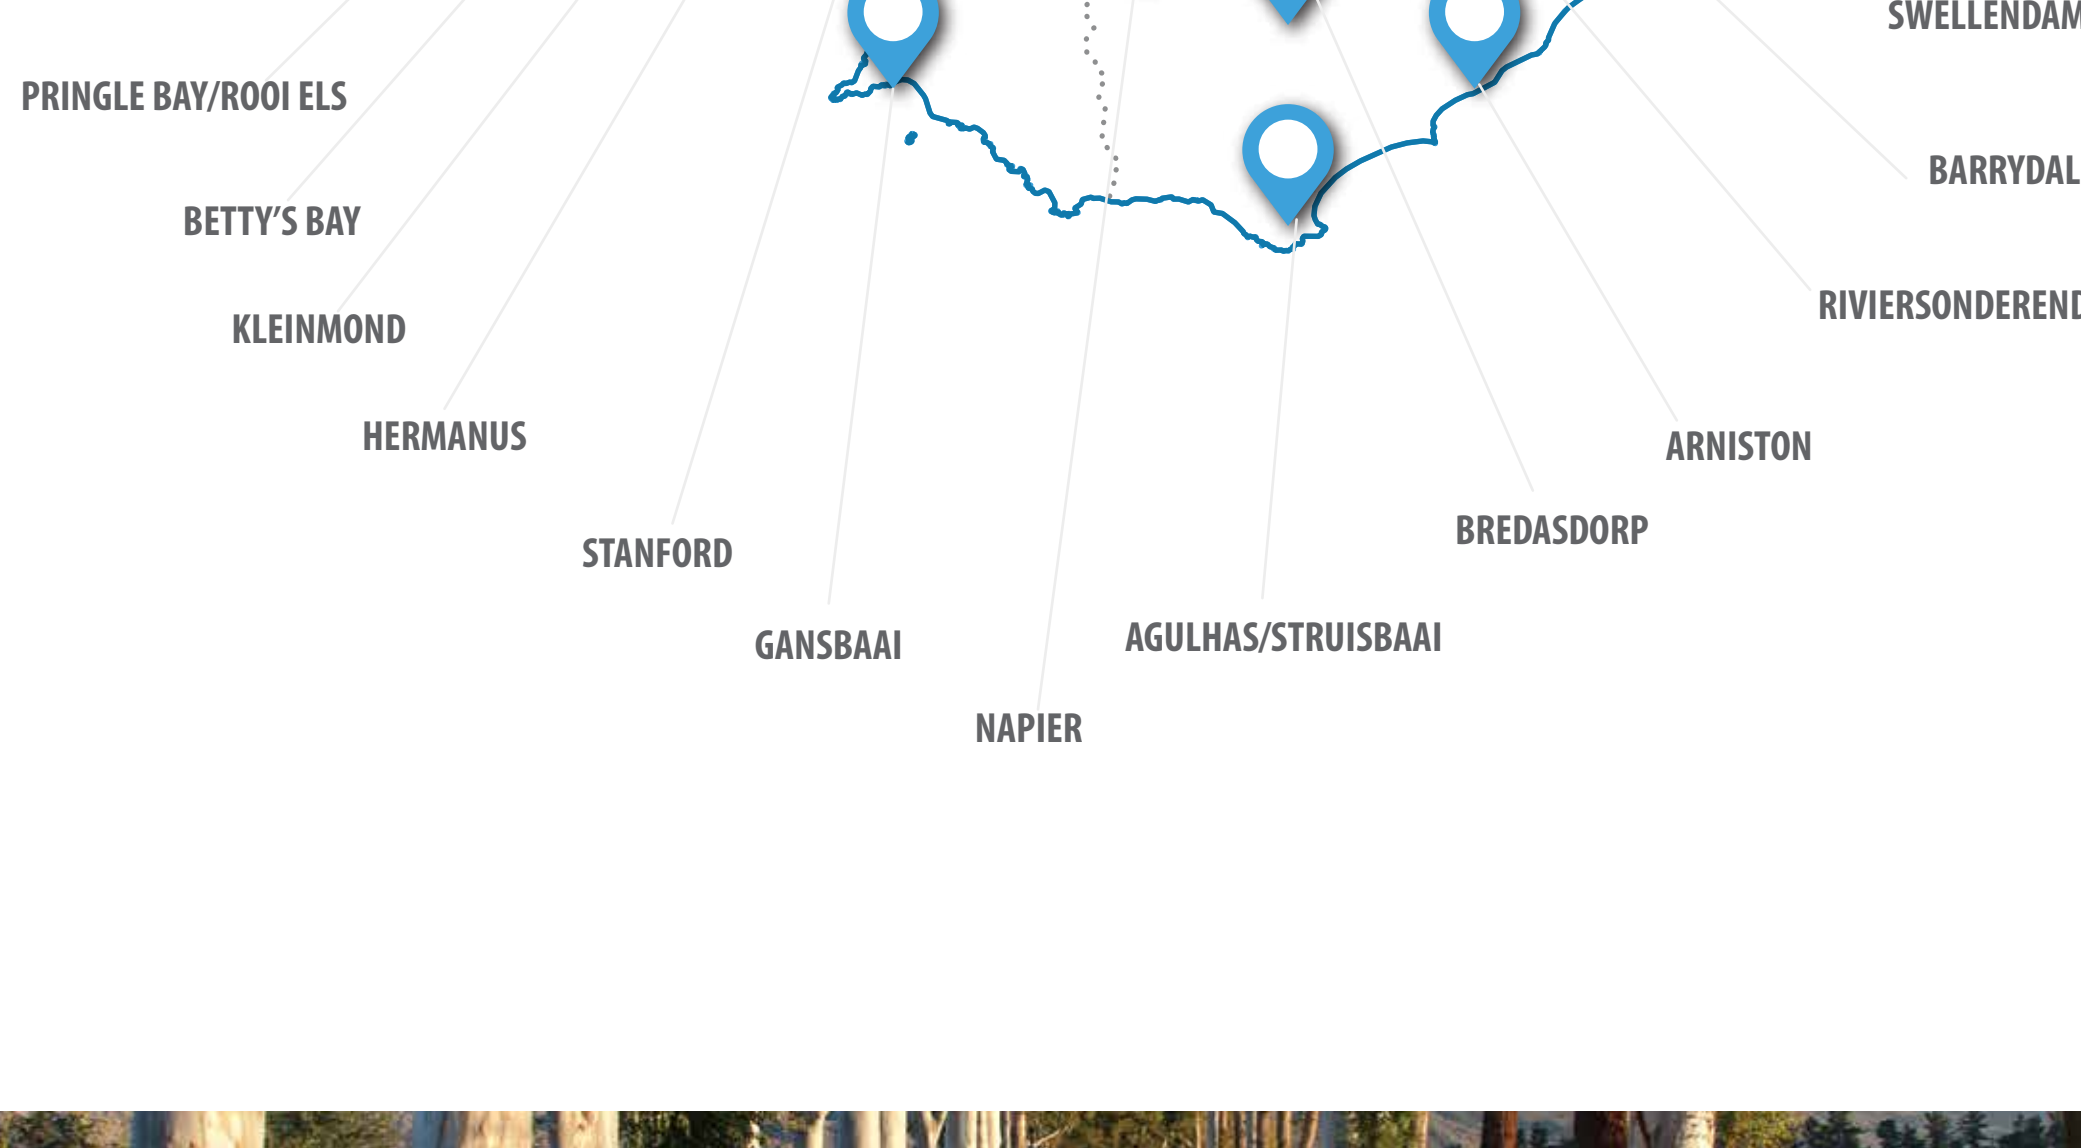 SWELLENDAM
PRINGLE BAY/ROOI ELS
BARRYDAL
BETTY'S BAY
RIVIERSONDEREND
KLEINMOND
HERMANUS
ARNISTON
BREDASDORP
STANFORD
AGULHAS/STRUISBAAI
GANSBAAI
NAPIER